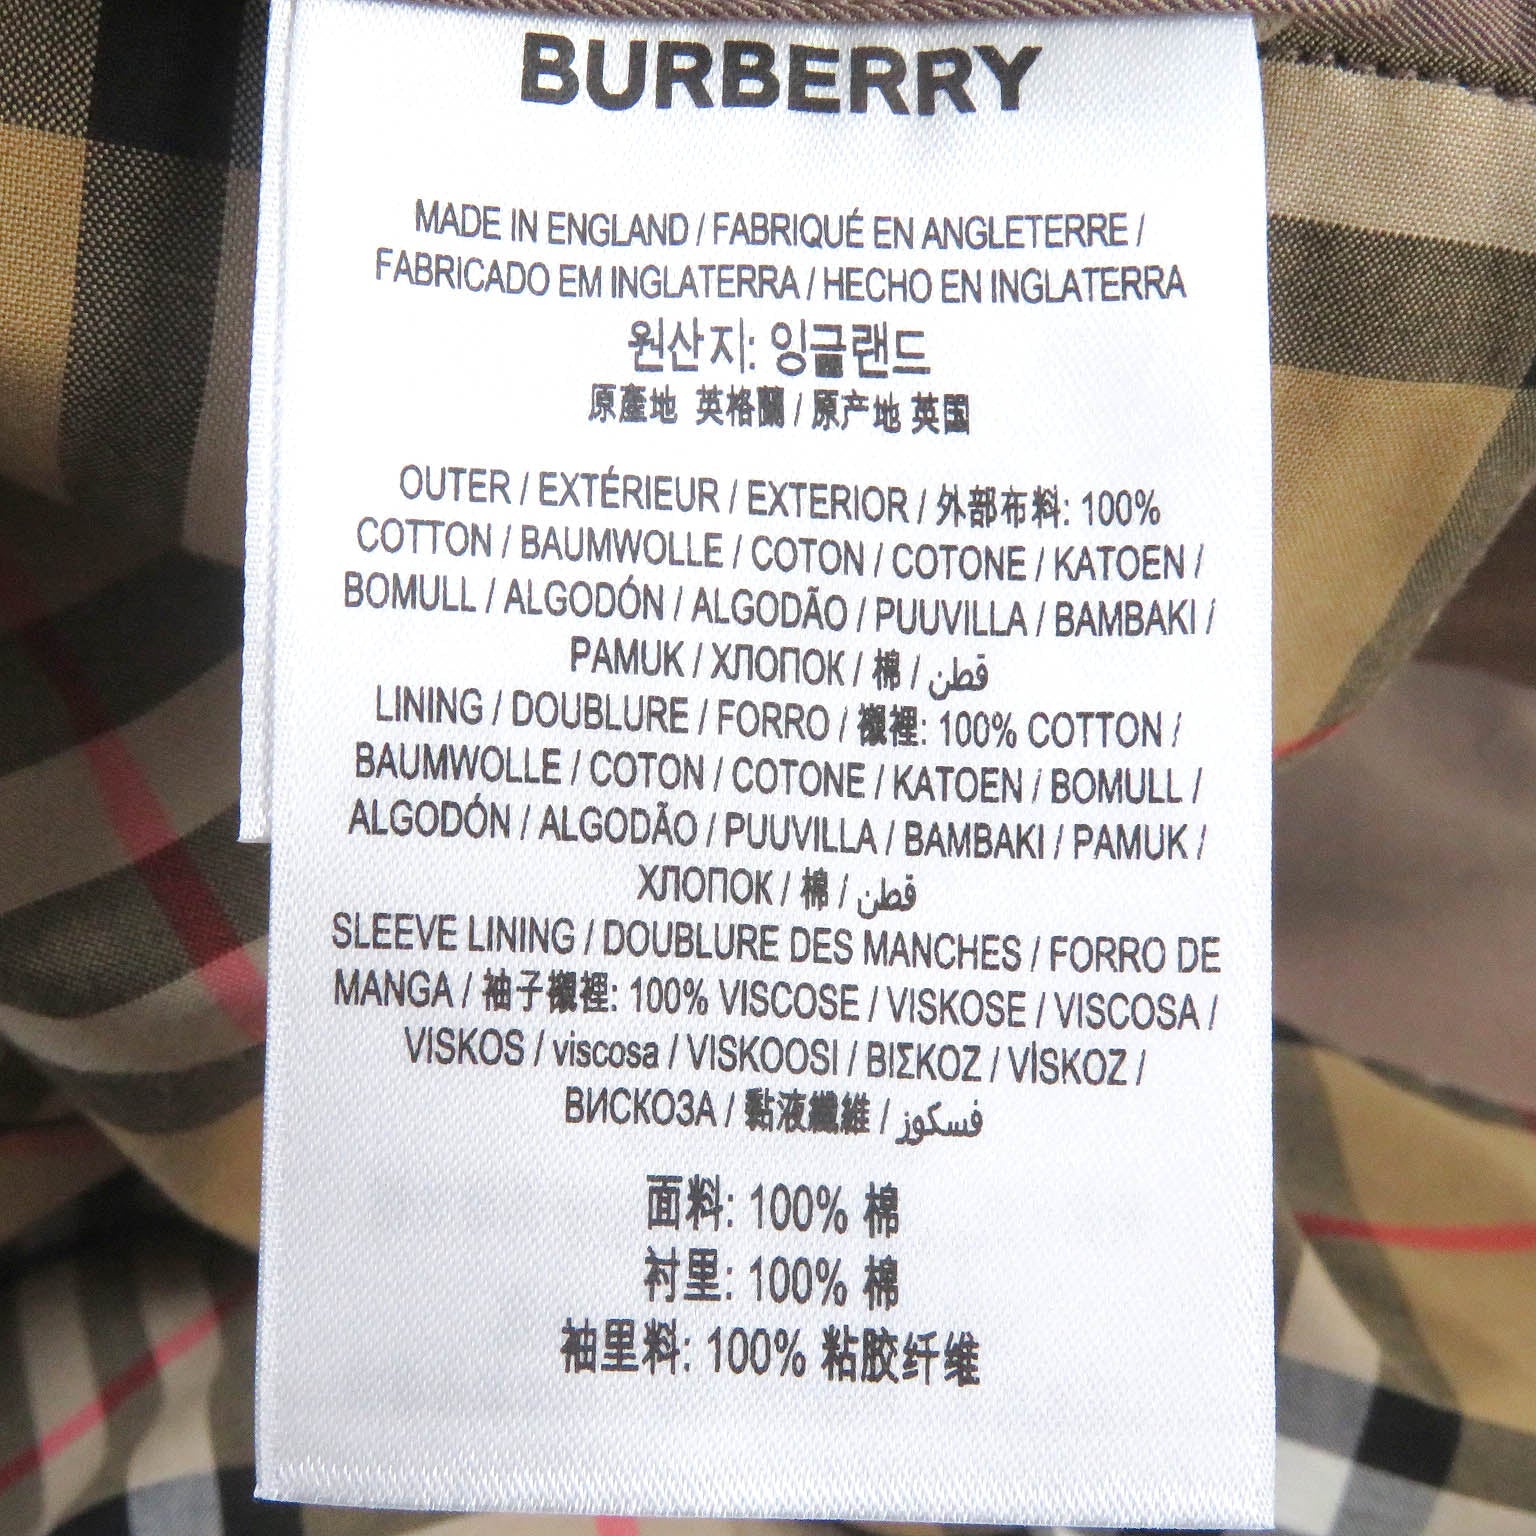 BURBERRY
MADE IN ENGLAND / FABRIQUÉ EN ANGLETERRE /
FABRICADO EM INGLATERRA / HECHO EN INGLATERRA
원산지: 잉글랜드
原產地 英格蘭 / 原产地 英国
OUTER / EXTÉRIEUR / EXTERIOR / 外部布料: 100%
COTTON / BAUMWOLLE / COTON / COTONE / KATOEN /
BOMULL / ALGODÓN / ALGODÃO / PUUVILLA / BAMBAKI /
PAMUK / ХЛОПОК / 棉 / قطن
LINING / DOUBLURE / FORRO / 襯裡: 100% COTTON /
BAUMWOLLE / COTON / COTONE / KATOEN / BOMULL /
ALGODÓN / ALGODÃO / PUUVILLA / BAMBAKI / PAMUK /
ХЛОПОК / 棉 / قطن
SLEEVE LINING / DOUBLURE DES MANCHES / FORRO DE
MANGA / 袖子襯裡: 100% VISCOSE / VISKOSE / VISCOSA /
VISKOS / viscosa / VISKOOSI / ΒΙΣΚΟΖ / VİSKOZ /
ВИСКОЗА / 黏液纖維 / فسكوز
面料: 100% 棉
衬里: 100% 棉
袖里料: 100% 粘胶纤维